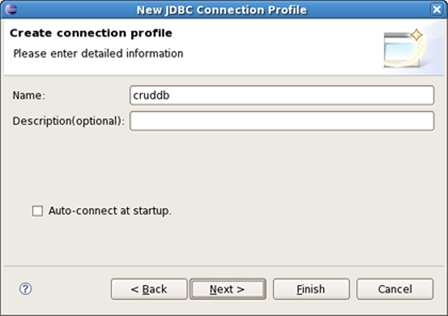 New JDBC Connection Profile
Create connection profile
Please enter detailed information
Name: cruddb
Description(optional):
Auto-connect at startup.
? < Back Next > Finish Cancel